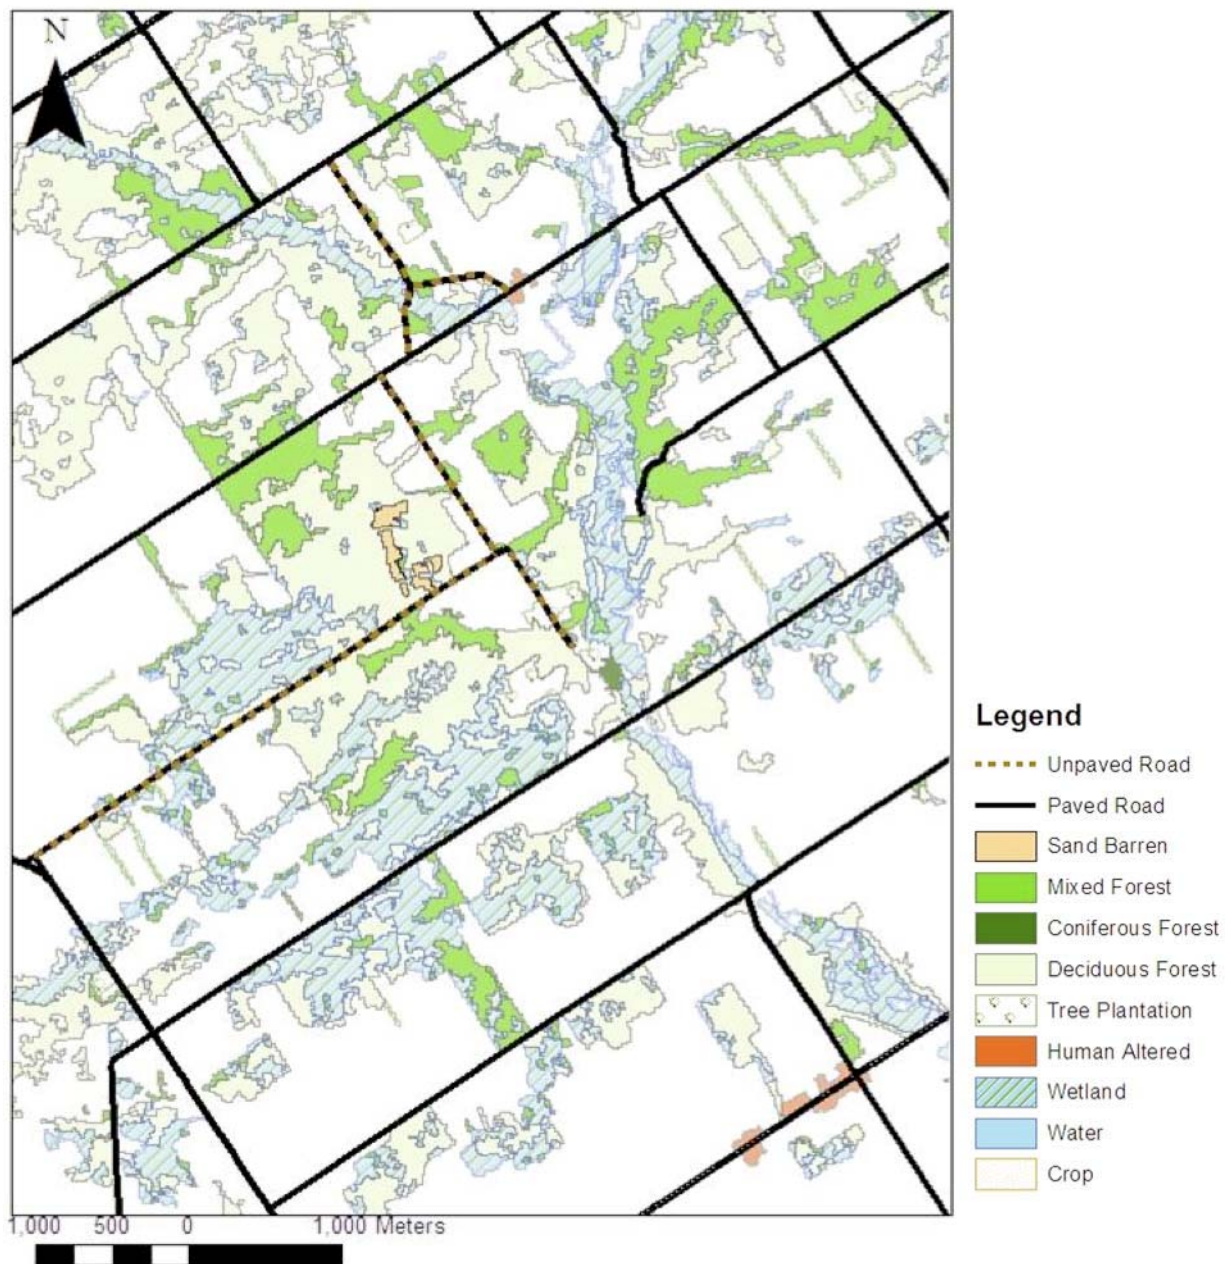 N
Legend
Unpaved Road
Paved Road
Sand Barren
Mixed Forest
Coniferous Forest
Deciduous Forest
Tree Plantation
Human Altered
Wetland
Water
Crop
1,000 500 0 1,000 Meters